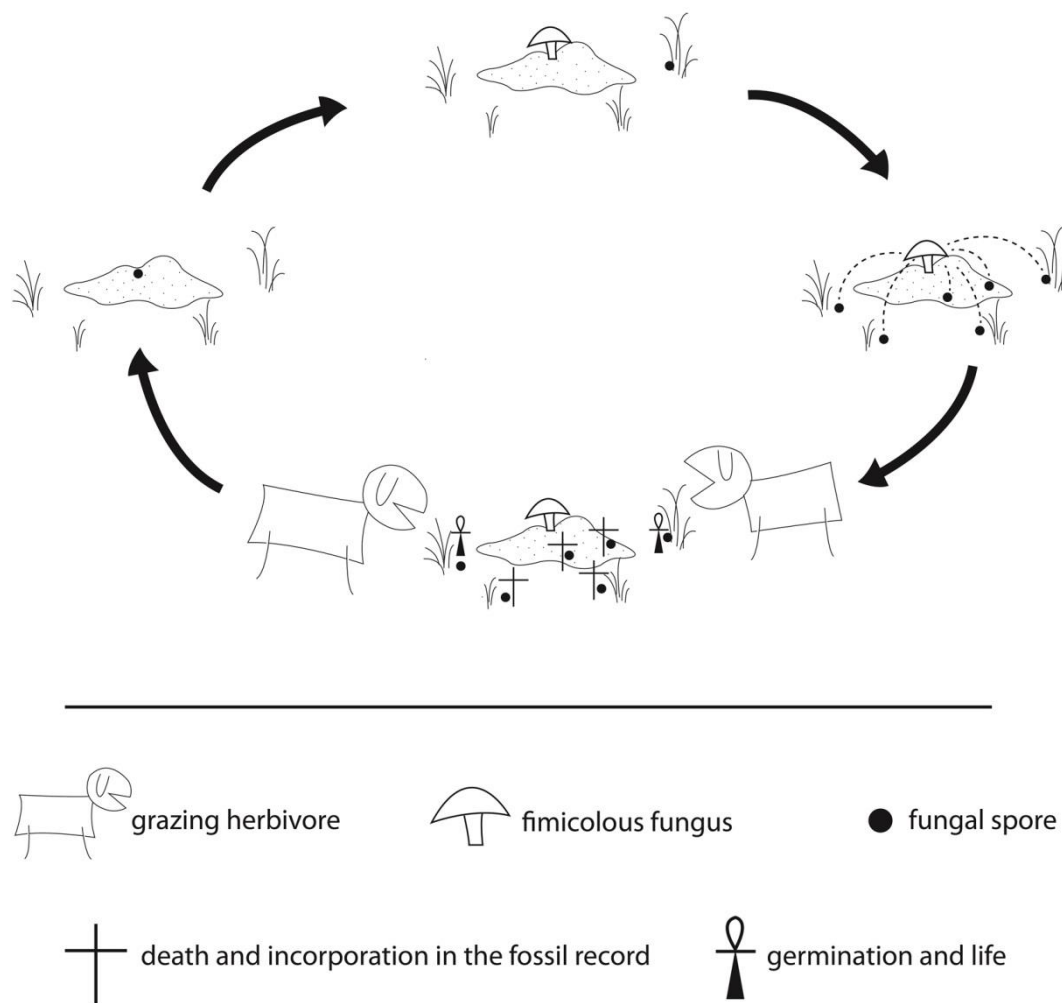 grazing herbivore
fimicolous fungus
fungal spore
death and incorporation in the fossil record
germination and life